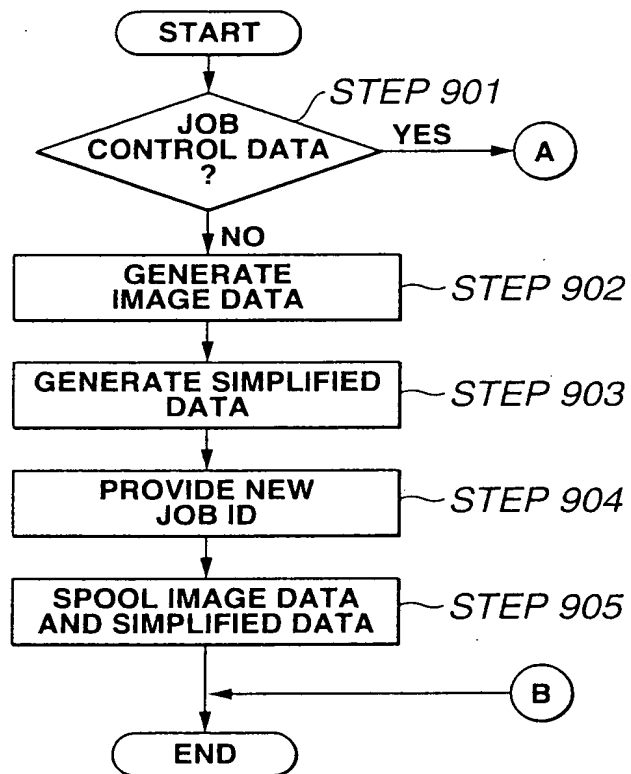 START
STEP 901
JOB
CONTROL DATA
?
YES
A
NO
GENERATE
IMAGE DATA
STEP 902
GENERATE SIMPLIFIED
DATA
STEP 903
PROVIDE NEW
JOB ID
STEP 904
SPOOL IMAGE DATA
AND SIMPLIFIED DATA
STEP 905
B
END